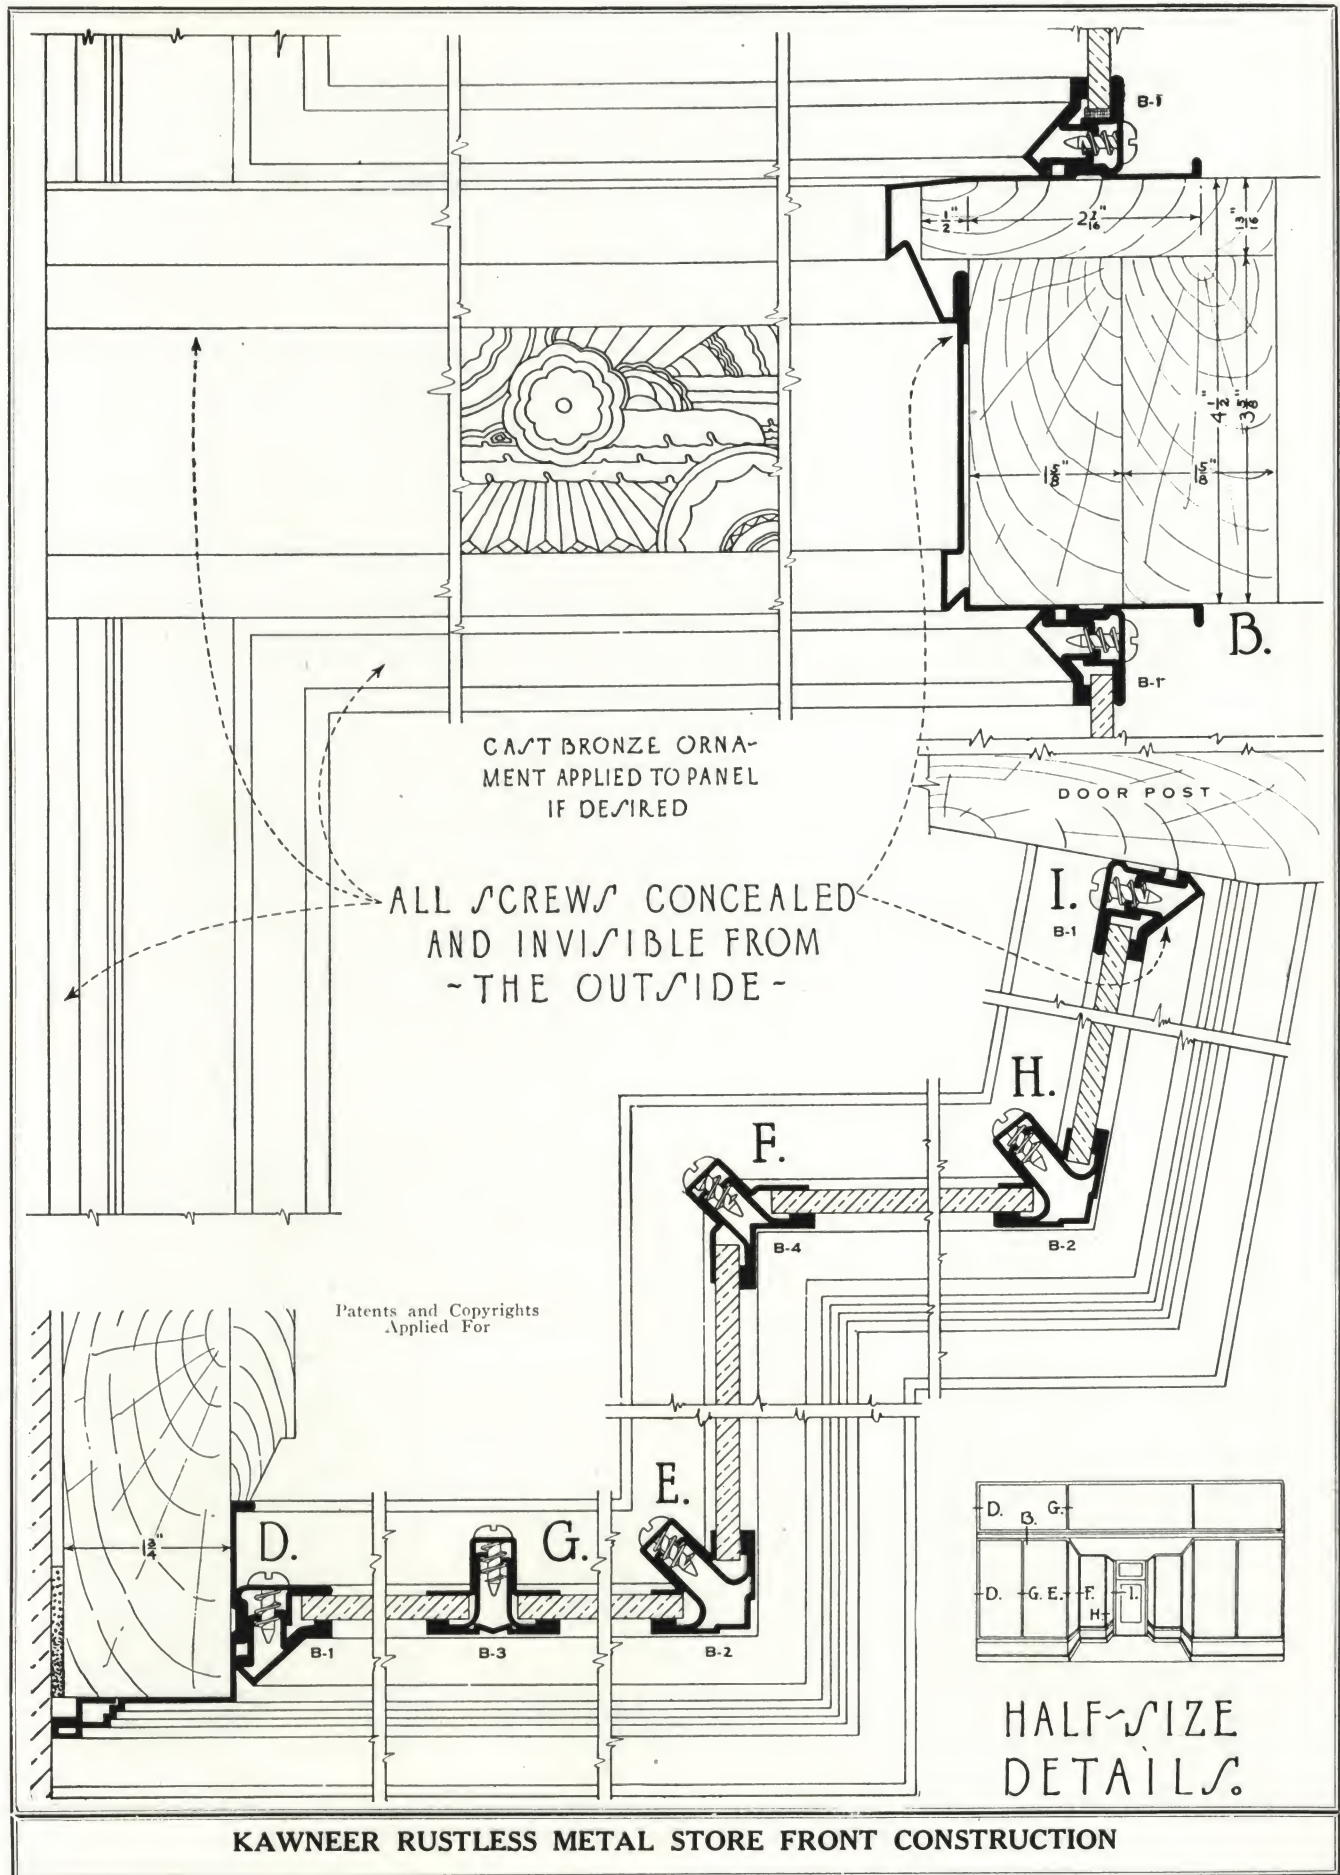 B-1
1/2"
2 1/16"
13/16"
4 1/2"
3 5/8"
1 5/8"
1 5/8"
B.
B-1
CAST BRONZE ORNA-
MENT APPLIED TO PANEL
IF DESIRED
DOOR POST
ALL SCREWS CONCEALED
AND INVISIBLE FROM
-THE OUTSIDE-
I.
B-1
H.
F.
B-4
B-2
Patents and Copyrights
Applied For
E.
D.
G.
1 3/4"
B-1
B-3
B-2
D. G.
B.
D. G. E. F. I.
H
HALF-SIZE
DETAILS.
KAWNEER RUSTLESS METAL STORE FRONT CONSTRUCTION